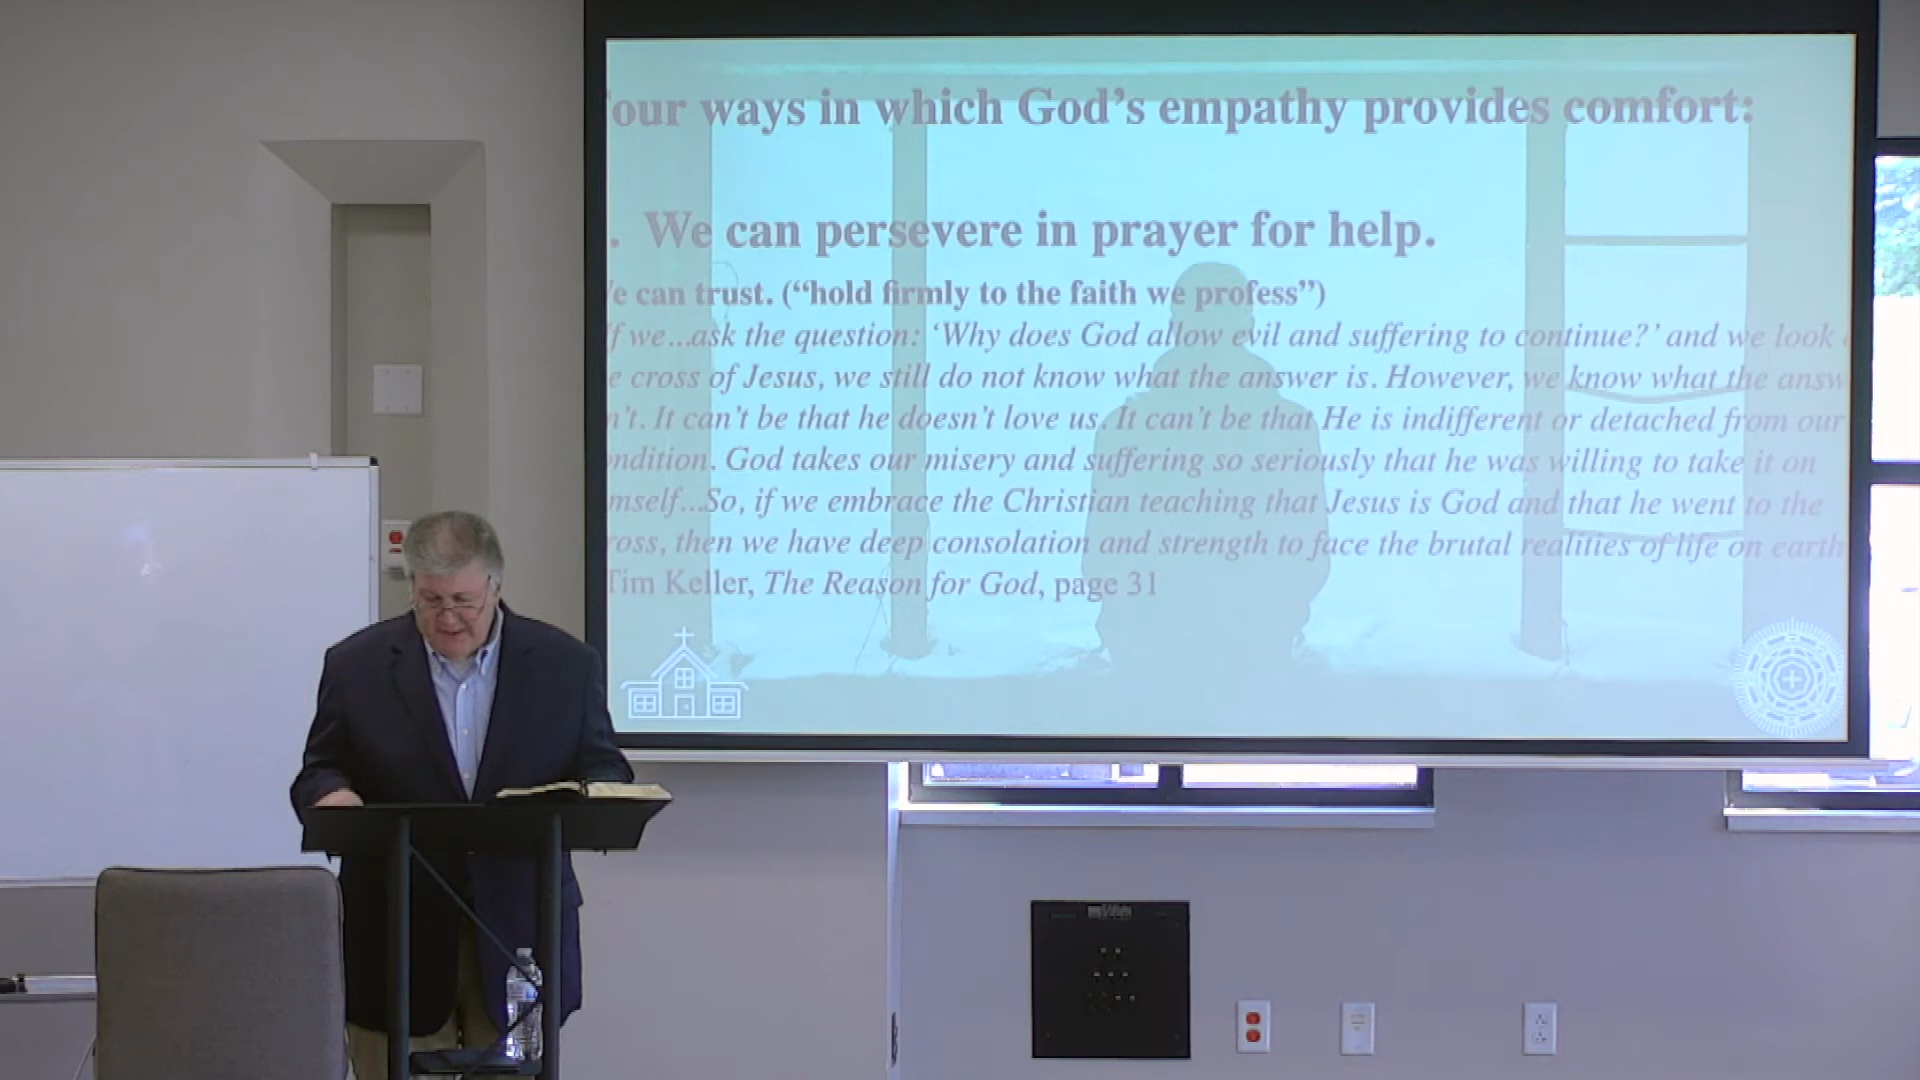 our ways in which God's empathy provides comfort:
. We can persevere in prayer for help.
e can trust. (“hold firmly to the faith we profess”)
f we...ask the question: ‘Why does God allow evil and suffering to continue?’ and we look
e cross of Jesus, we still do not know what the answer is. However, we know what the answ
n’t. It can’t be that he doesn’t love us. It can’t be that He is indifferent or detached from our
ndition. God takes our misery and suffering so seriously that he was willing to take it on
mself...So, if we embrace the Christian teaching that Jesus is God and that he went to the
ross, then we have deep consolation and strength to face the brutal realities of life on earth
Tim Keller, The Reason for God, page 31